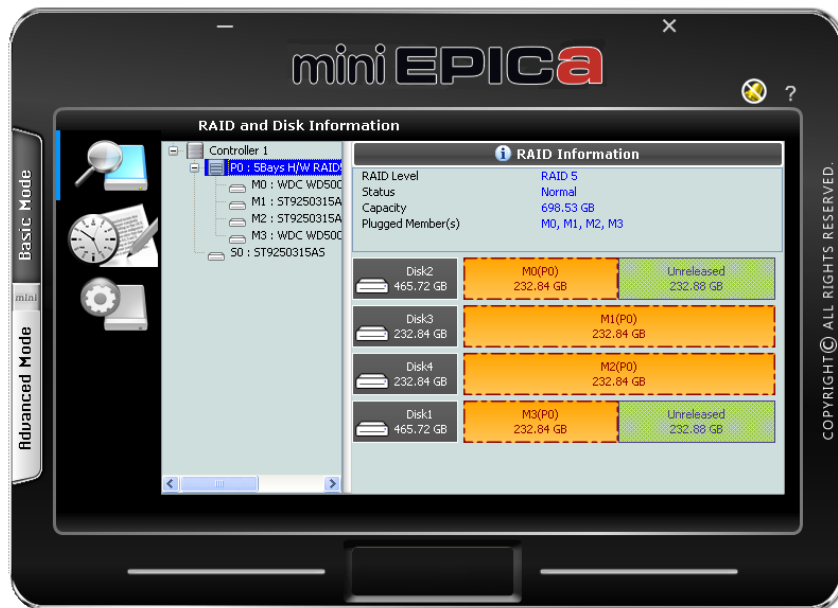 mini EPICa
?
RAID and Disk Information
Basic Mode
mini
Advanced Mode
Controller 1
P0 : 5Bays H/W RAID5
M0 : WDC WD500
M1 : ST9250315A
M2 : ST9250315A
M3 : WDC WD500
S0 : ST9250315AS
RAID Information
RAID Level RAID 5
Status Normal
Capacity 698.53 GB
Plugged Member(s) M0, M1, M2, M3
Disk2 M0(P0) Unreleased
465.72 GB 232.84 GB 232.88 GB
Disk3 M1(P0)
232.84 GB 232.84 GB
Disk4 M2(P0)
232.84 GB 232.84 GB
Disk1 M3(P0) Unreleased
465.72 GB 232.84 GB 232.88 GB
COPYRIGHT© ALL RIGHTS RESERVED.